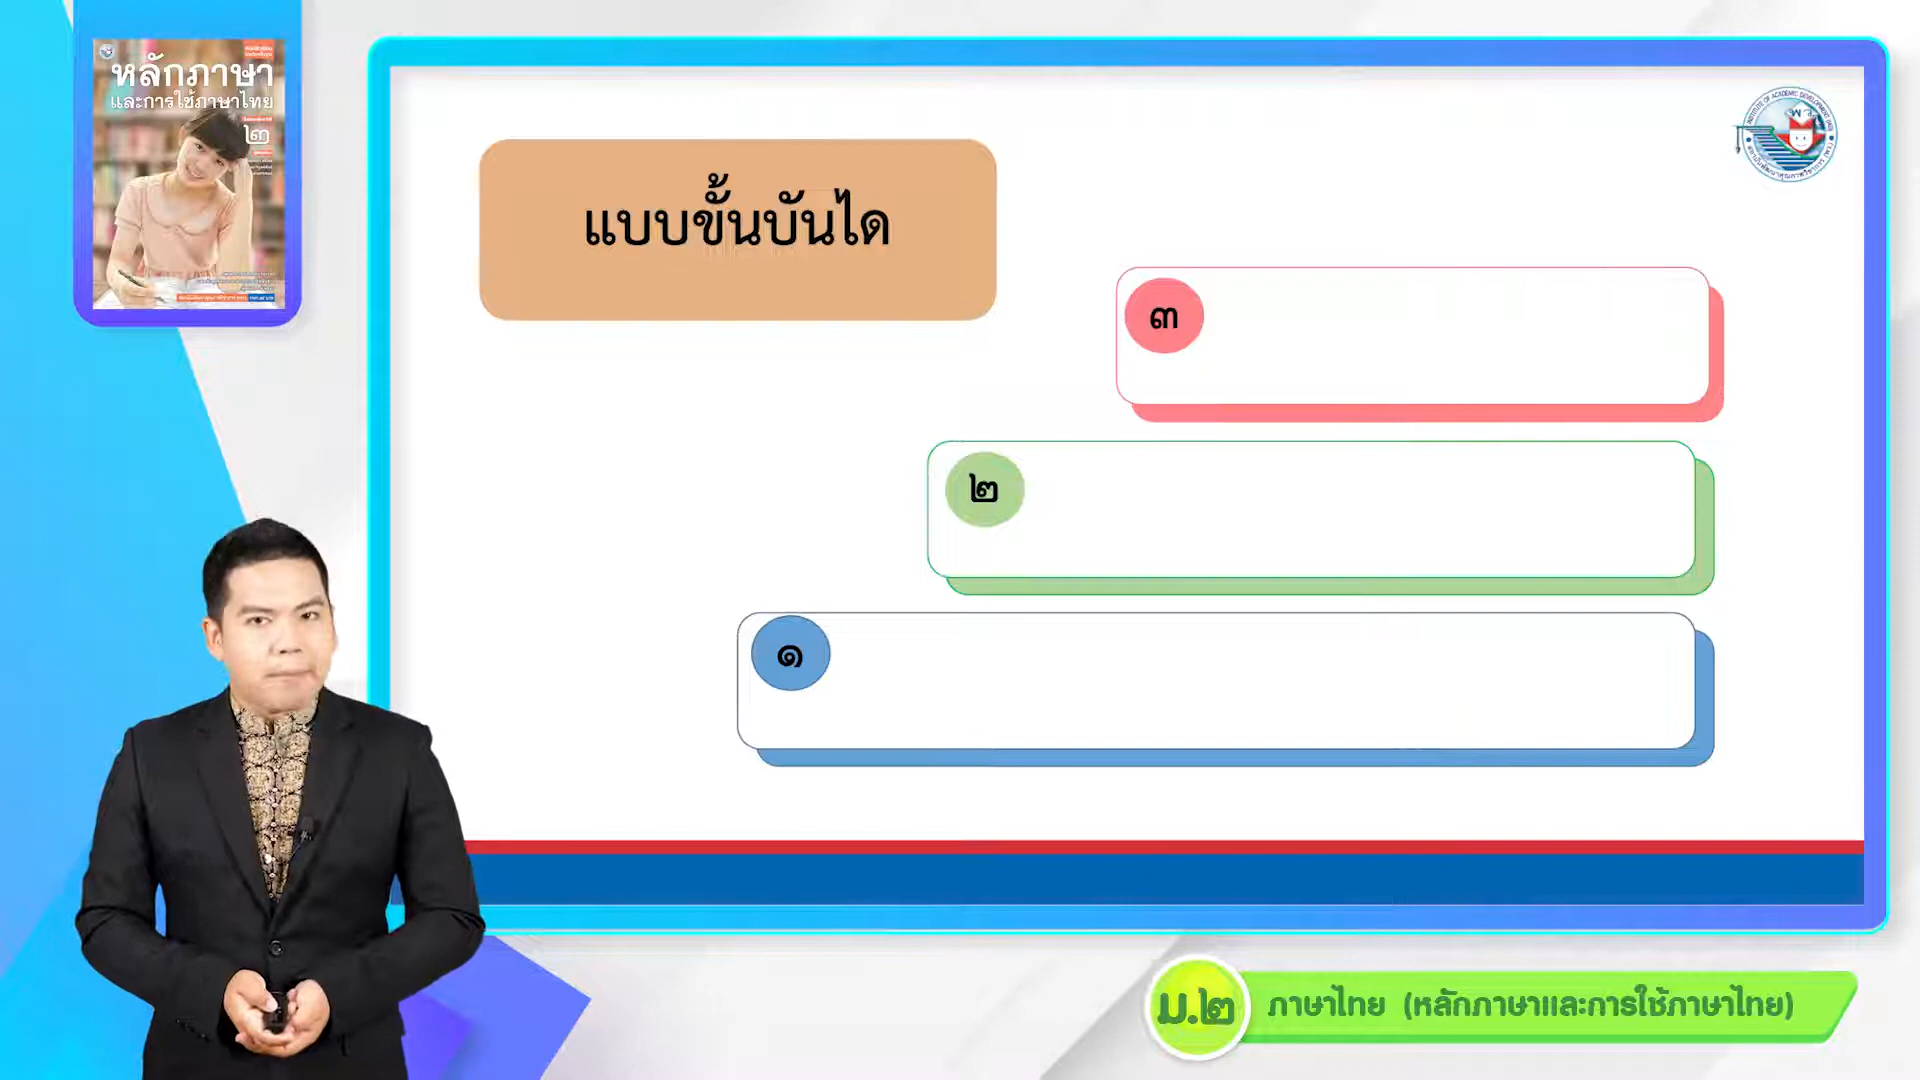 หลักภาษา
และการใช้ภาษาไทย
๒
แบบขั้นบันได
๓
๒
๑
ม.๒ ภาษาไทย (หลักภาษาและการใช้ภาษาไทย)